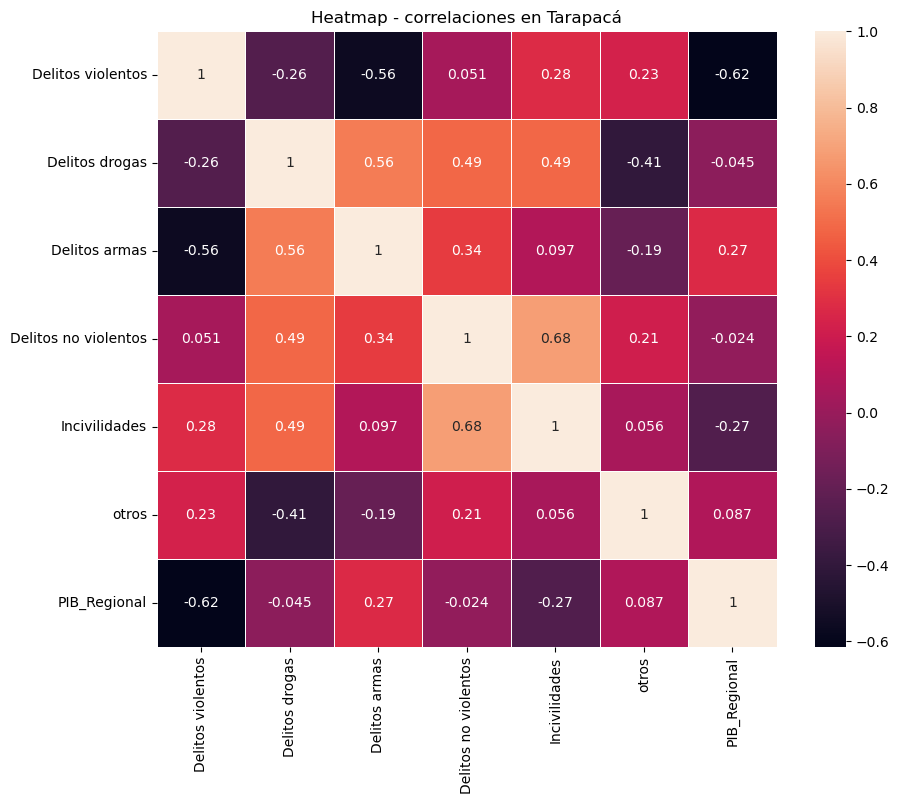 Heatmap - correlaciones en Tarapacá
Delitos violentos 1 -0.26 -0.56 0.051 0.28 0.23 -0.62
Delitos drogas -0.26 1 0.56 0.49 0.49 -0.41 -0.045
Delitos armas -0.56 0.56 1 0.34 0.097 -0.19 0.27
Delitos no violentos 0.051 0.49 0.34 1 0.68 0.21 -0.024
Incivilidades 0.28 0.49 0.097 0.68 1 0.056 -0.27
otros 0.23 -0.41 -0.19 0.21 0.056 1 0.087
PIB_Regional -0.62 -0.045 0.27 -0.024 -0.27 0.087 1
Delitos violentos
Delitos drogas
Delitos armas
Delitos no violentos
Incivilidades
otros
PIB_Regional
1.0
0.8
0.6
0.4
0.2
0.0
−0.2
−0.4
−0.6